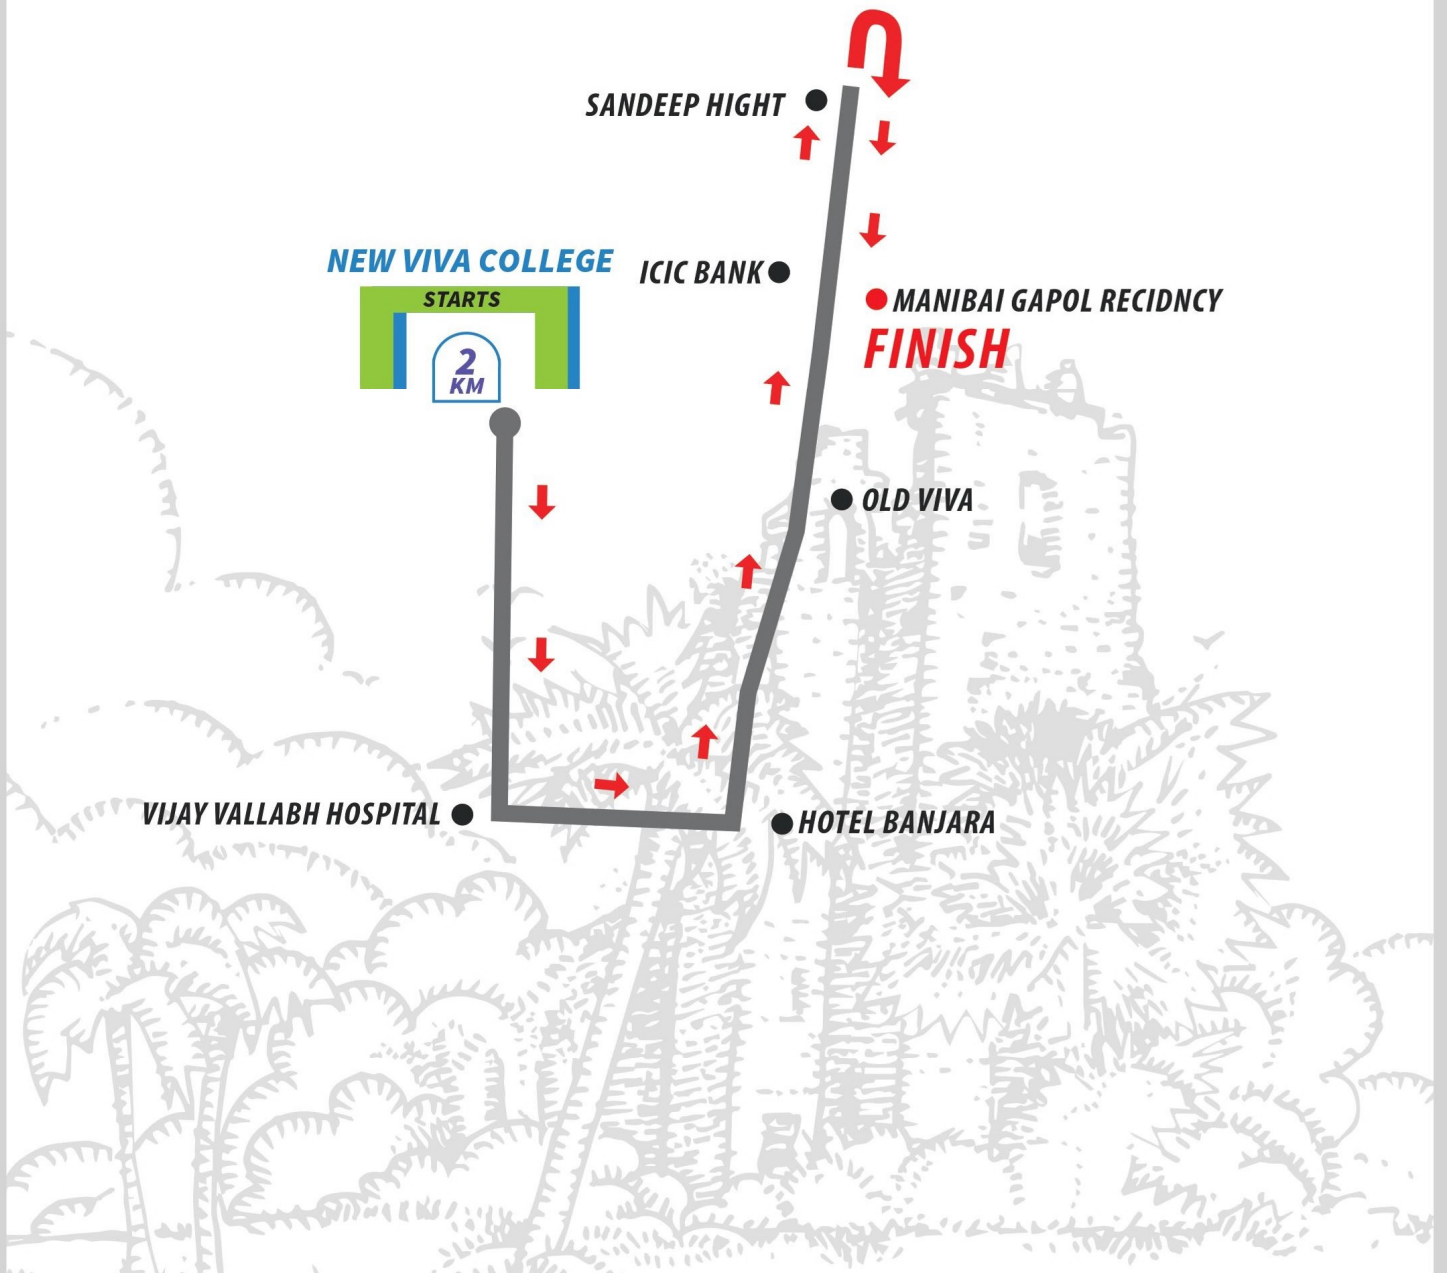 SANDEEP HIGHT
NEW VIVA COLLEGE
ICIC BANK
STARTS
MANIBAI GAPOL RECIDNCY
FINISH
2
KM
OLD VIVA
VIJAY VALLABH HOSPITAL
HOTEL BANJARA